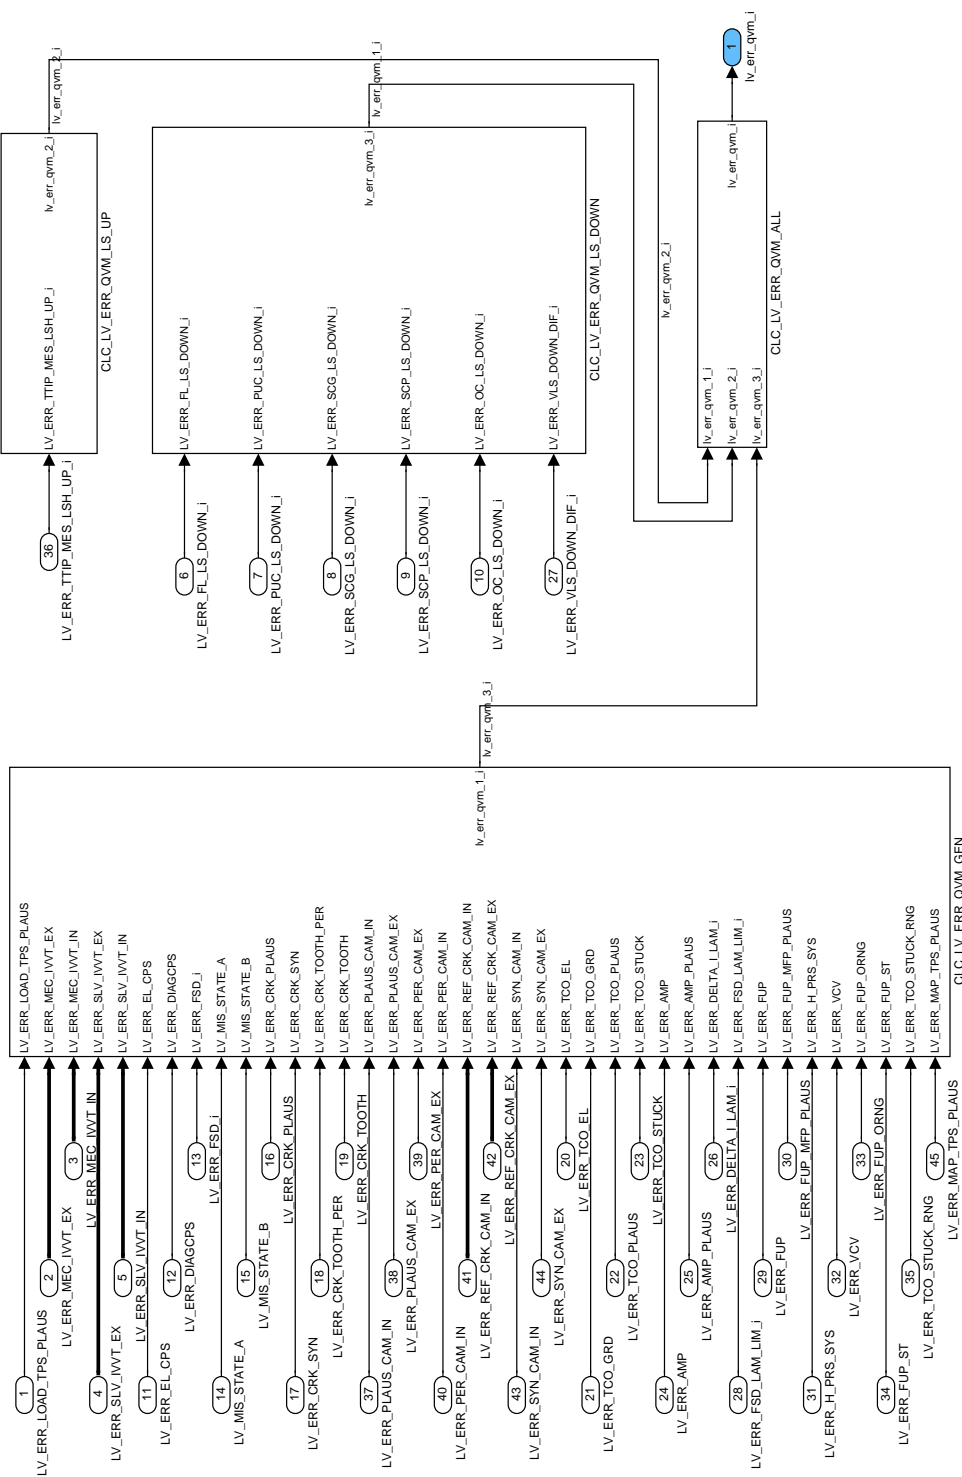 1
LV_ERR_LOAD_TPS_PLAUS
2
LV_ERR_MEC_IVVT_EX
3
LV_ERR_MEC_IVVT_IN
4
LV_ERR_SLV_IVVT_EX
5
LV_ERR_SLV_IVVT_IN
11
LV_ERR_EL_CPS
12
LV_ERR_DIAGCPS
13
LV_ERR_FSD_i
14
LV_MIS_STATE_A
15
LV_MIS_STATE_B
16
LV_ERR_CRK_PLAUS
17
LV_ERR_CRK_SYN
18
LV_ERR_CRK_TOOTH_PER
19
LV_ERR_CRK_TOOTH
37
LV_ERR_PLAUS_CAM_IN
38
LV_ERR_PLAUS_CAM_EX
39
LV_ERR_PER_CAM_EX
40
LV_ERR_PER_CAM_IN
41
LV_ERR_REF_CRK_CAM_IN
42
LV_ERR_REF_CRK_CAM_EX
43
LV_ERR_SYN_CAM_IN
44
LV_ERR_SYN_CAM_EX
20
LV_ERR_TCO_EL
21
LV_ERR_TCO_GRD
22
LV_ERR_TCO_PLAUS
23
LV_ERR_TCO_STUCK
24
LV_ERR_AMP
25
LV_ERR_AMP_PLAUS
26
LV_ERR_DELTA_I_LAM_i
28
LV_ERR_FSD_LAM_LIM_i
29
LV_ERR_FUP
30
LV_ERR_FUP_MFP_PLAUS
31
LV_ERR_H_PRS_SYS
32
LV_ERR_VCV
33
LV_ERR_FUP_ORNG
34
LV_ERR_FUP_ST
35
LV_ERR_TCO_STUCK_RNG
45
LV_ERR_MAP_TPS_PLAUS
LV_ERR_LOAD_TPS_PLAUS
LV_ERR_MEC_IVVT_EX
LV_ERR_MEC_IVVT_IN
LV_ERR_SLV_IVVT_EX
LV_ERR_SLV_IVVT_IN
LV_ERR_EL_CPS
LV_ERR_DIAGCPS
LV_ERR_FSD_i
LV_MIS_STATE_A
LV_MIS_STATE_B
LV_ERR_CRK_PLAUS
LV_ERR_CRK_SYN
LV_ERR_CRK_TOOTH_PER
LV_ERR_CRK_TOOTH
LV_ERR_PLAUS_CAM_IN
LV_ERR_PLAUS_CAM_EX
LV_ERR_PER_CAM_EX
LV_ERR_PER_CAM_IN
LV_ERR_REF_CRK_CAM_IN
LV_ERR_REF_CRK_CAM_EX
LV_ERR_SYN_CAM_IN
LV_ERR_SYN_CAM_EX
LV_ERR_TCO_EL
LV_ERR_TCO_GRD
LV_ERR_TCO_PLAUS
LV_ERR_TCO_STUCK
LV_ERR_AMP
LV_ERR_AMP_PLAUS
LV_ERR_DELTA_I_LAM_i
LV_ERR_FSD_LAM_LIM_i
LV_ERR_FUP
LV_ERR_FUP_MFP_PLAUS
LV_ERR_H_PRS_SYS
LV_ERR_VCV
LV_ERR_FUP_ORNG
LV_ERR_FUP_ST
LV_ERR_TCO_STUCK_RNG
LV_ERR_MAP_TPS_PLAUS
lv_err_qvm_1_i
CLC_LV_ERR_QVM_GEN
lv_err_qvm_3_i
36
LV_ERR_TTIP_MES_LSH_UP_i
LV_ERR_TTIP_MES_LSH_UP_i
lv_err_qvm_2_i
CLC_LV_ERR_QVM_LS_UP
lv_err_qvm_2_i
6
LV_ERR_FL_LS_DOWN_i
7
LV_ERR_PUC_LS_DOWN_i
8
LV_ERR_SCG_LS_DOWN_i
9
LV_ERR_SCP_LS_DOWN_i
10
LV_ERR_OC_LS_DOWN_i
27
LV_ERR_VLS_DOWN_DIF_i
LV_ERR_FL_LS_DOWN_i
LV_ERR_PUC_LS_DOWN_i
LV_ERR_SCG_LS_DOWN_i
LV_ERR_SCP_LS_DOWN_i
LV_ERR_OC_LS_DOWN_i
LV_ERR_VLS_DOWN_DIF_i
lv_err_qvm_3_i
CLC_LV_ERR_QVM_LS_DOWN
lv_err_qvm_1_i
lv_err_qvm_2_i
lv_err_qvm_1_i
lv_err_qvm_2_i
lv_err_qvm_3_i
lv_err_qvm_i
CLC_LV_ERR_QVM_ALL
1
lv_err_qvm_i